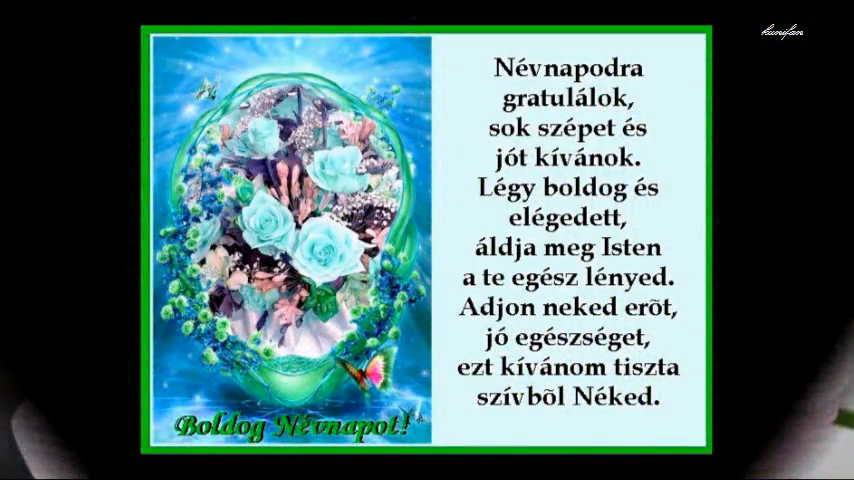 kunifan
Névnapodra
gratulálok,
sok szépet és
jót kívánok.
Légy boldog és
elégedett,
áldja meg Isten
a te egész lényed.
Adjon neked erõt,
jó egészséget,
ezt kívánom tiszta
szívbõl Néked.
Boldog Névnapot!